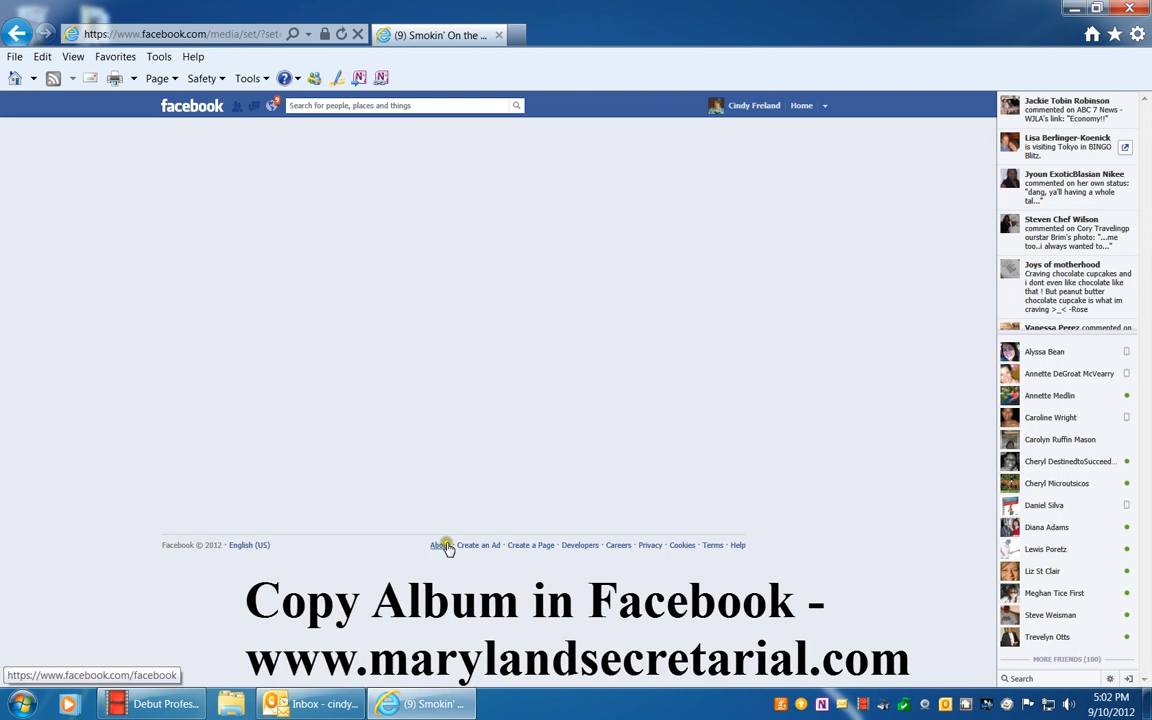 https://www.facebook.com/media/set/?set=
(9) Smokin' On the ...
File Edit View Favorites Tools Help
Page Safety Tools
facebook 9 Search for people, places and things Cindy Freland Home
Jackie Tobin Robinson
commented on ABC 7 News -
WJLA's link: "Economy!!"
Lisa Berlinger-Koenick
is visiting Tokyo in BINGO
Blitz.
Jyoun ExoticBlasian Nikee
commented on her own status:
"dang, ya'll having a whole
tal..."
Steven Chef Wilson
commented on Cory Travelingp
ourstar Brim's photo: "...me
too..i always wanted to..."
Joys of motherhood
Craving chocolate cupcakes and
i dont even like chocolate like
that ! But peanut butter
chocolate cupcake is what im
craving >_< -Rose
Vanessa Perez commented on
Alyssa Bean
Annette DeGroat McVearry
Annette Medlin
Caroline Wright
Carolyn Ruffin Mason
Cheryl DestinedtoSucceed...
Cheryl Microutsicos
Daniel Silva
Diana Adams
Lewis Poretz
Liz St Clair
Meghan Tice First
Steve Weisman
Trevelyn Otts
MORE FRIENDS (100)
Search
Facebook © 2012 · English (US)
About · Create an Ad · Create a Page · Developers · Careers · Privacy · Cookies · Terms · Help
Copy Album in Facebook -
www.marylandsecretarial.com
https://www.facebook.com/facebook
Debut Profes... Inbox - cindy... (9) Smokin' ...
5:02 PM
9/10/2012